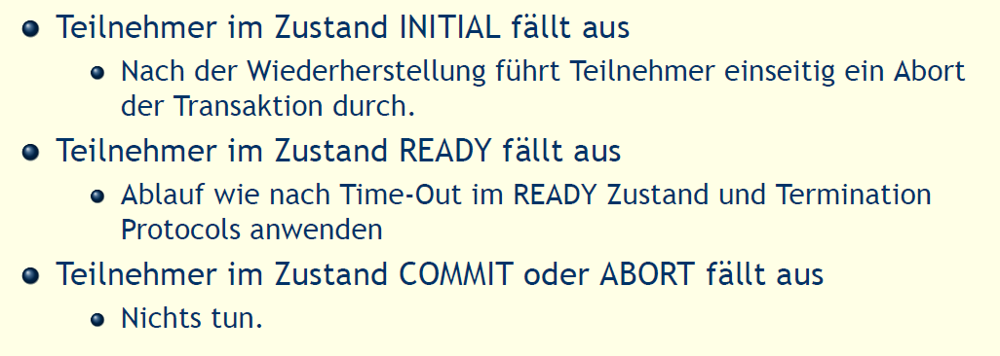 Teilnehmer im Zustand INITIAL fällt aus
Nach der Wiederherstellung führt Teilnehmer einseitig ein Abort
der Transaktion durch.
Teilnehmer im Zustand READY fällt aus
Ablauf wie nach Time-Out im READY Zustand und Termination
Protocols anwenden
Teilnehmer im Zustand COMMIT oder ABORT fällt aus
Nichts tun.